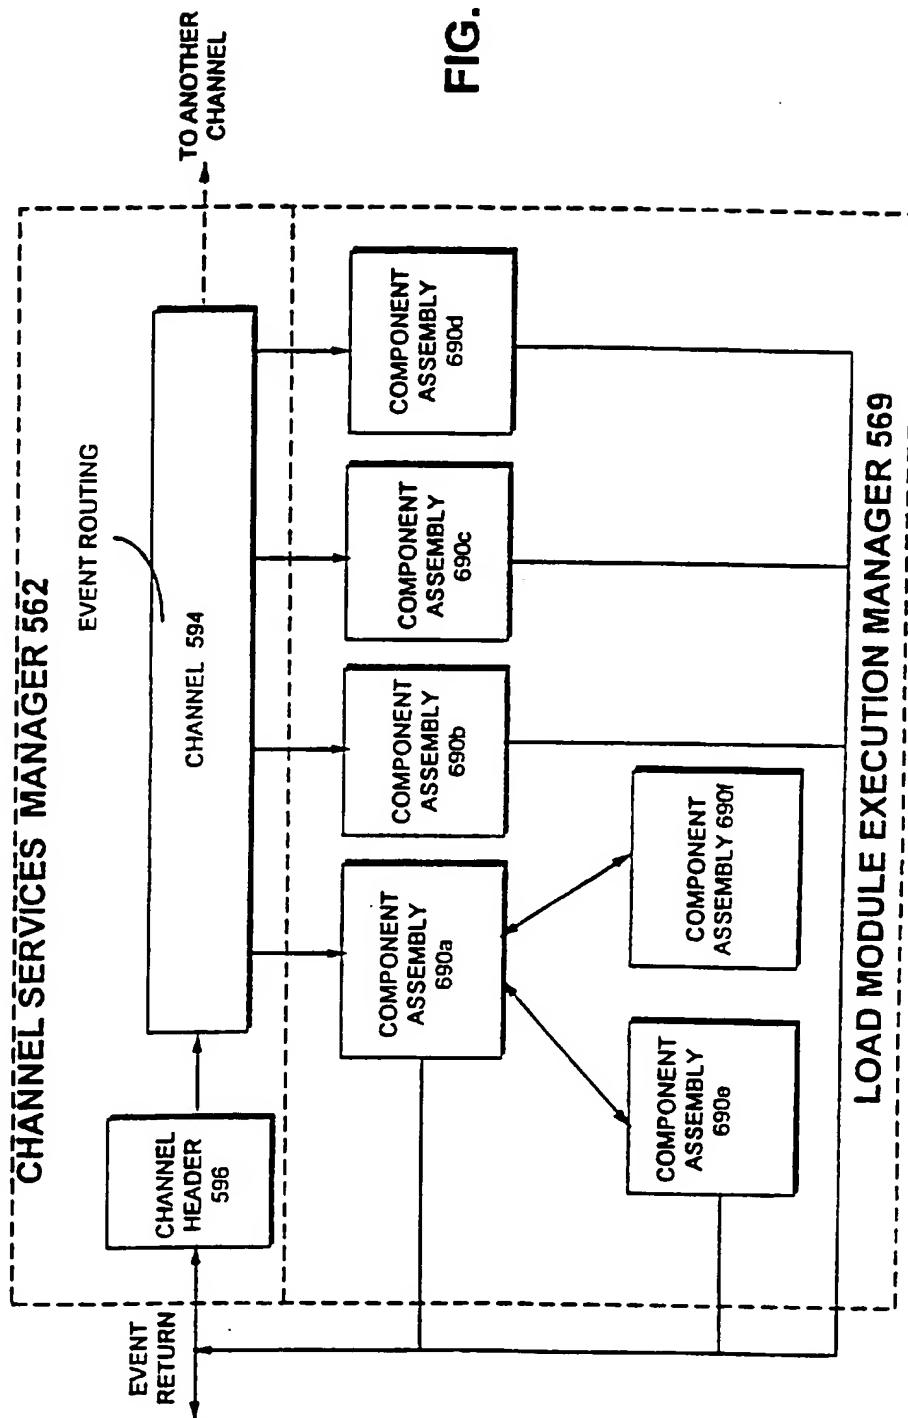 FIG.
CHANNEL SERVICES MANAGER 562
EVENT ROUTING
TO ANOTHER
CHANNEL
EVENT
RETURN
CHANNEL
HEADER
596
CHANNEL 594
COMPONENT
ASSEMBLY
690a
COMPONENT
ASSEMBLY
690b
COMPONENT
ASSEMBLY
690c
COMPONENT
ASSEMBLY
690d
COMPONENT
ASSEMBLY
690e
COMPONENT
ASSEMBLY 690f
LOAD MODULE EXECUTION MANAGER 569